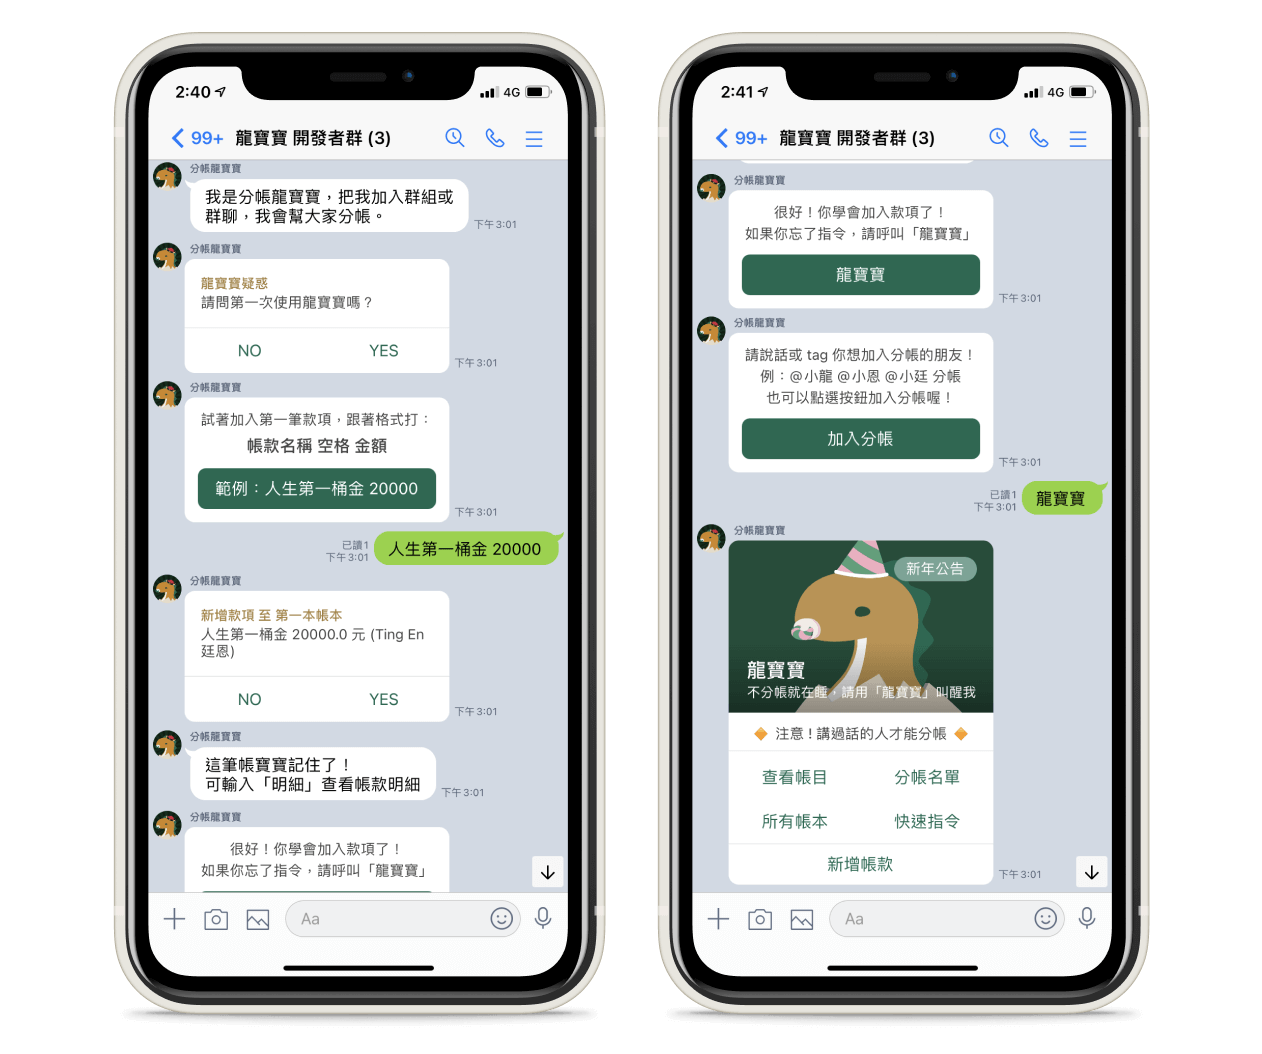 2:40
4G
99+ 龍寶寶 開發者群 (3)
分帳龍寶寶
我是分帳龍寶寶，把我加入群組或
群聊，我會幫大家分帳。
下午 3:01
分帳龍寶寶
龍寶寶疑惑
請問第一次使用龍寶寶嗎？
NO YES
下午 3:01
分帳龍寶寶
試著加入第一筆款項，跟著格式打：
帳款名稱 空格 金額
範例：人生第一桶金 20000
下午 3:01
已讀 1
下午 3:01
人生第一桶金 20000
分帳龍寶寶
新增款項 至 第一本帳本
人生第一桶金 20000.0 元 (Ting En
廷恩)
NO YES
下午 3:01
分帳龍寶寶
這筆帳寶寶記住了！
可輸入「明細」查看帳款明細
下午 3:01
分帳龍寶寶
很好！你學會加入款項了！
如果你忘了指令，請呼叫「龍寶寶」
Aa
2:41
4G
99+ 龍寶寶 開發者群 (3)
分帳龍寶寶
很好！你學會加入款項了！
如果你忘了指令，請呼叫「龍寶寶」
龍寶寶
下午 3:01
分帳龍寶寶
請說話或 tag 你想加入分帳的朋友！
例：@小龍 @小恩 @小廷 分帳
也可以點選按鈕加入分帳喔！
加入分帳
下午 3:01
已讀 1
下午 3:01
龍寶寶
分帳龍寶寶
新年公告
龍寶寶
不分帳就在睡，請用「龍寶寶」叫醒我
🔸 注意！講過話的人才能分帳 🔸
查看帳目 分帳名單
所有帳本 快速指令
新增帳款
下午 3:01
Aa